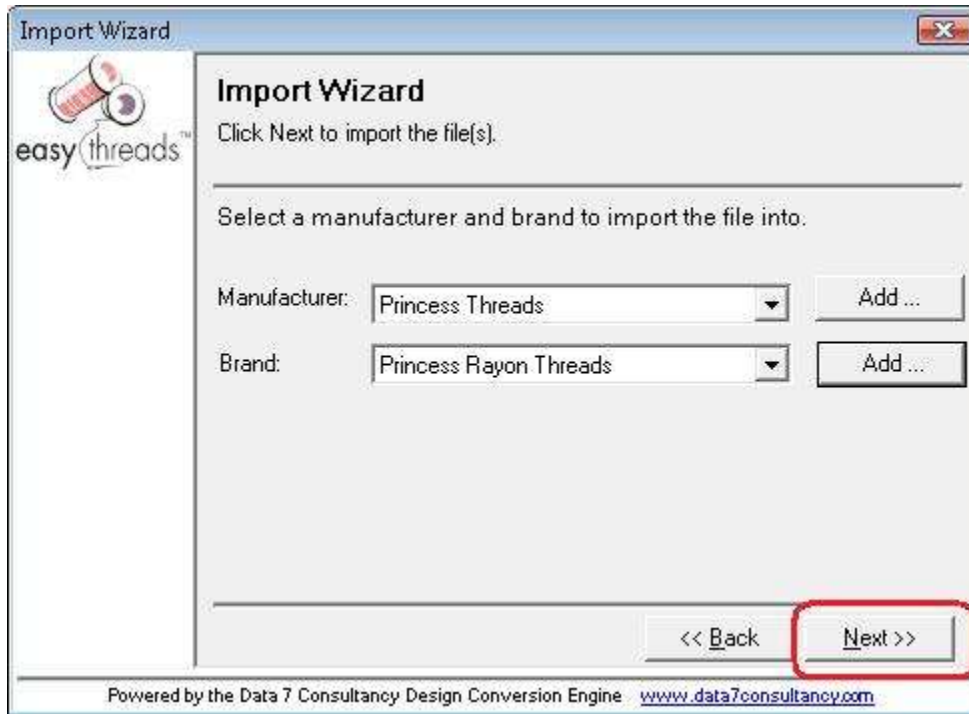 Import Wizard
easy threads™
Import Wizard
Click Next to import the file(s).
Select a manufacturer and brand to import the file into.
Manufacturer: Princess Threads Add ...
Brand: Princess Rayon Threads Add ...
<< Back Next >>
Powered by the Data 7 Consultancy Design Conversion Engine www.data7consultancy.com